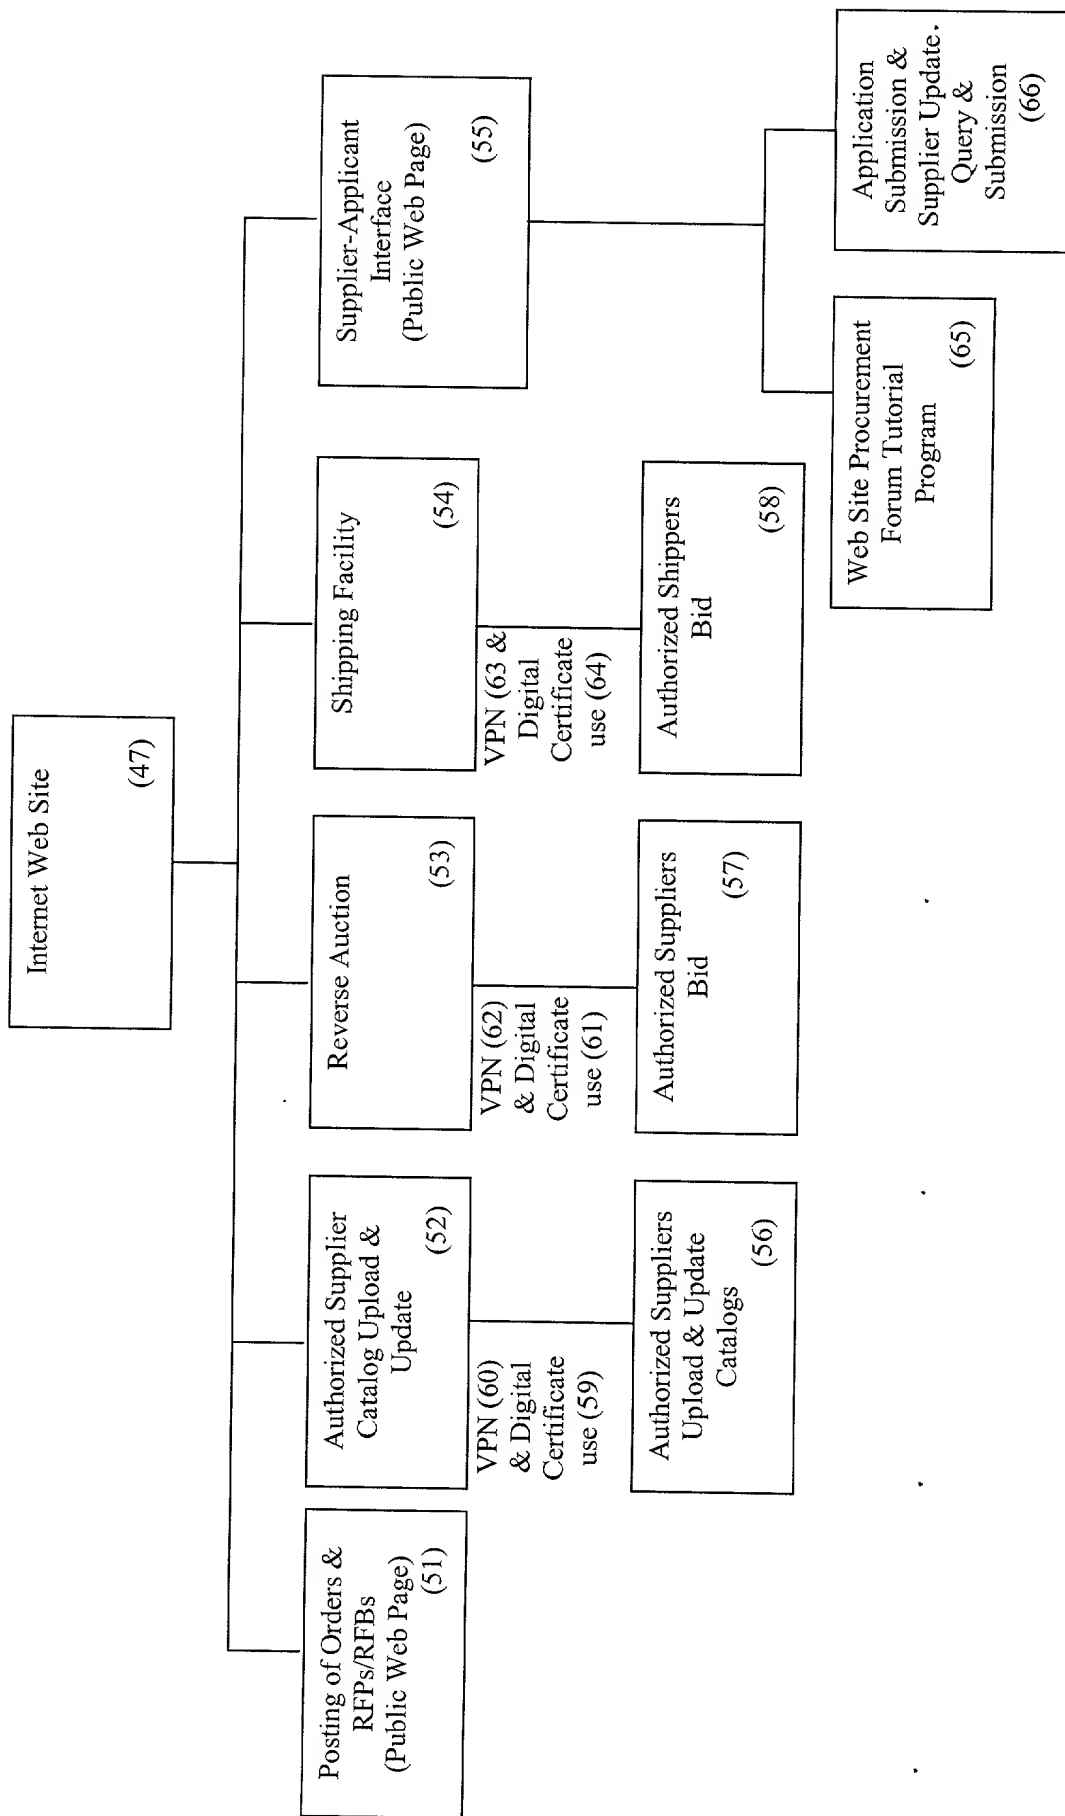 Internet Web Site
(47)
Posting of Orders &
RFPs/RFBs
(Public Web Page)
(51)
Authorized Supplier
Catalog Upload &
Update
(52)
Reverse Auction
(53)
Shipping Facility
(54)
Supplier-Applicant
Interface
(Public Web Page)
(55)
VPN (60)
& Digital
Certificate
use (59)
VPN (62)
& Digital
Certificate
use (61)
VPN (63 &
Digital
Certificate
use (64)
Authorized Suppliers
Upload & Update
Catalogs
(56)
Authorized Suppliers
Bid
(57)
Authorized Shippers
Bid
(58)
Web Site Procurement
Forum Tutorial
Program
(65)
Application
Submission &
Supplier Update.
Query &
Submission
(66)